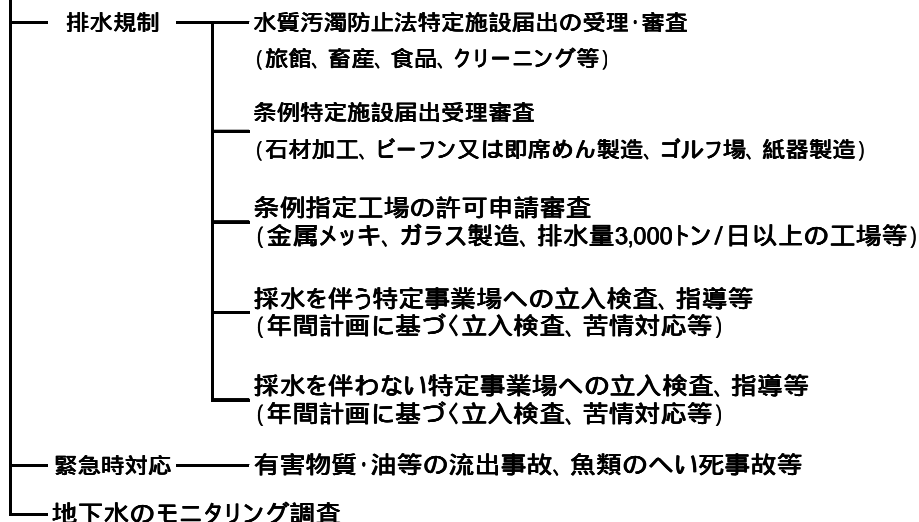 排水規制
水質汚濁防止法特定施設届出の受理･審査
(旅館、畜産、食品、クリーニング等)
条例特定施設届出受理審査
(石材加工、ビーフン又は即席めん製造、ゴルフ場、紙器製造)
条例指定工場の許可申請審査
(金属メッキ、ガラス製造、排水量3,000トン/日以上の工場等)
採水を伴う特定事業場への立入検査、指導等
(年間計画に基づく立入検査、苦情対応等)
採水を伴わない特定事業場への立入検査、指導等
(年間計画に基づく立入検査、苦情対応等)
緊急時対応
有害物質･油等の流出事故、魚類のへい死事故等
地下水のモニタリング調査